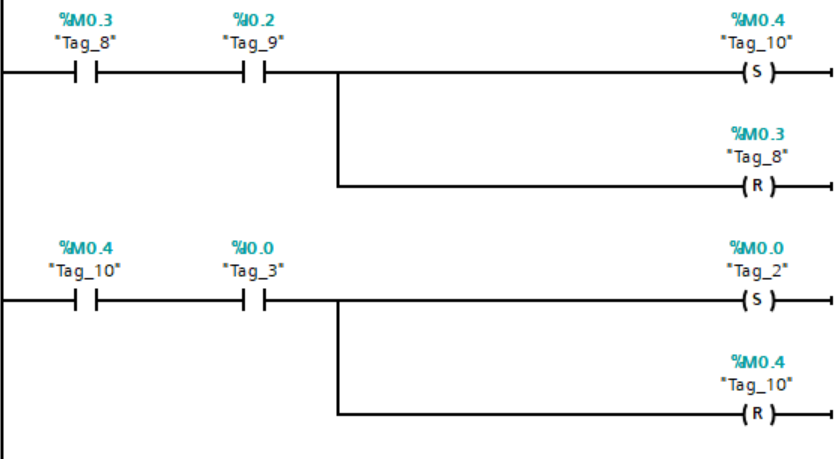 %M0.3 %I0.2 %M0.4
"Tag_8" "Tag_9" "Tag_10"
S
%M0.3
"Tag_8"
R
%M0.4 %I0.0 %M0.0
"Tag_10" "Tag_3" "Tag_2"
S
%M0.4
"Tag_10"
R